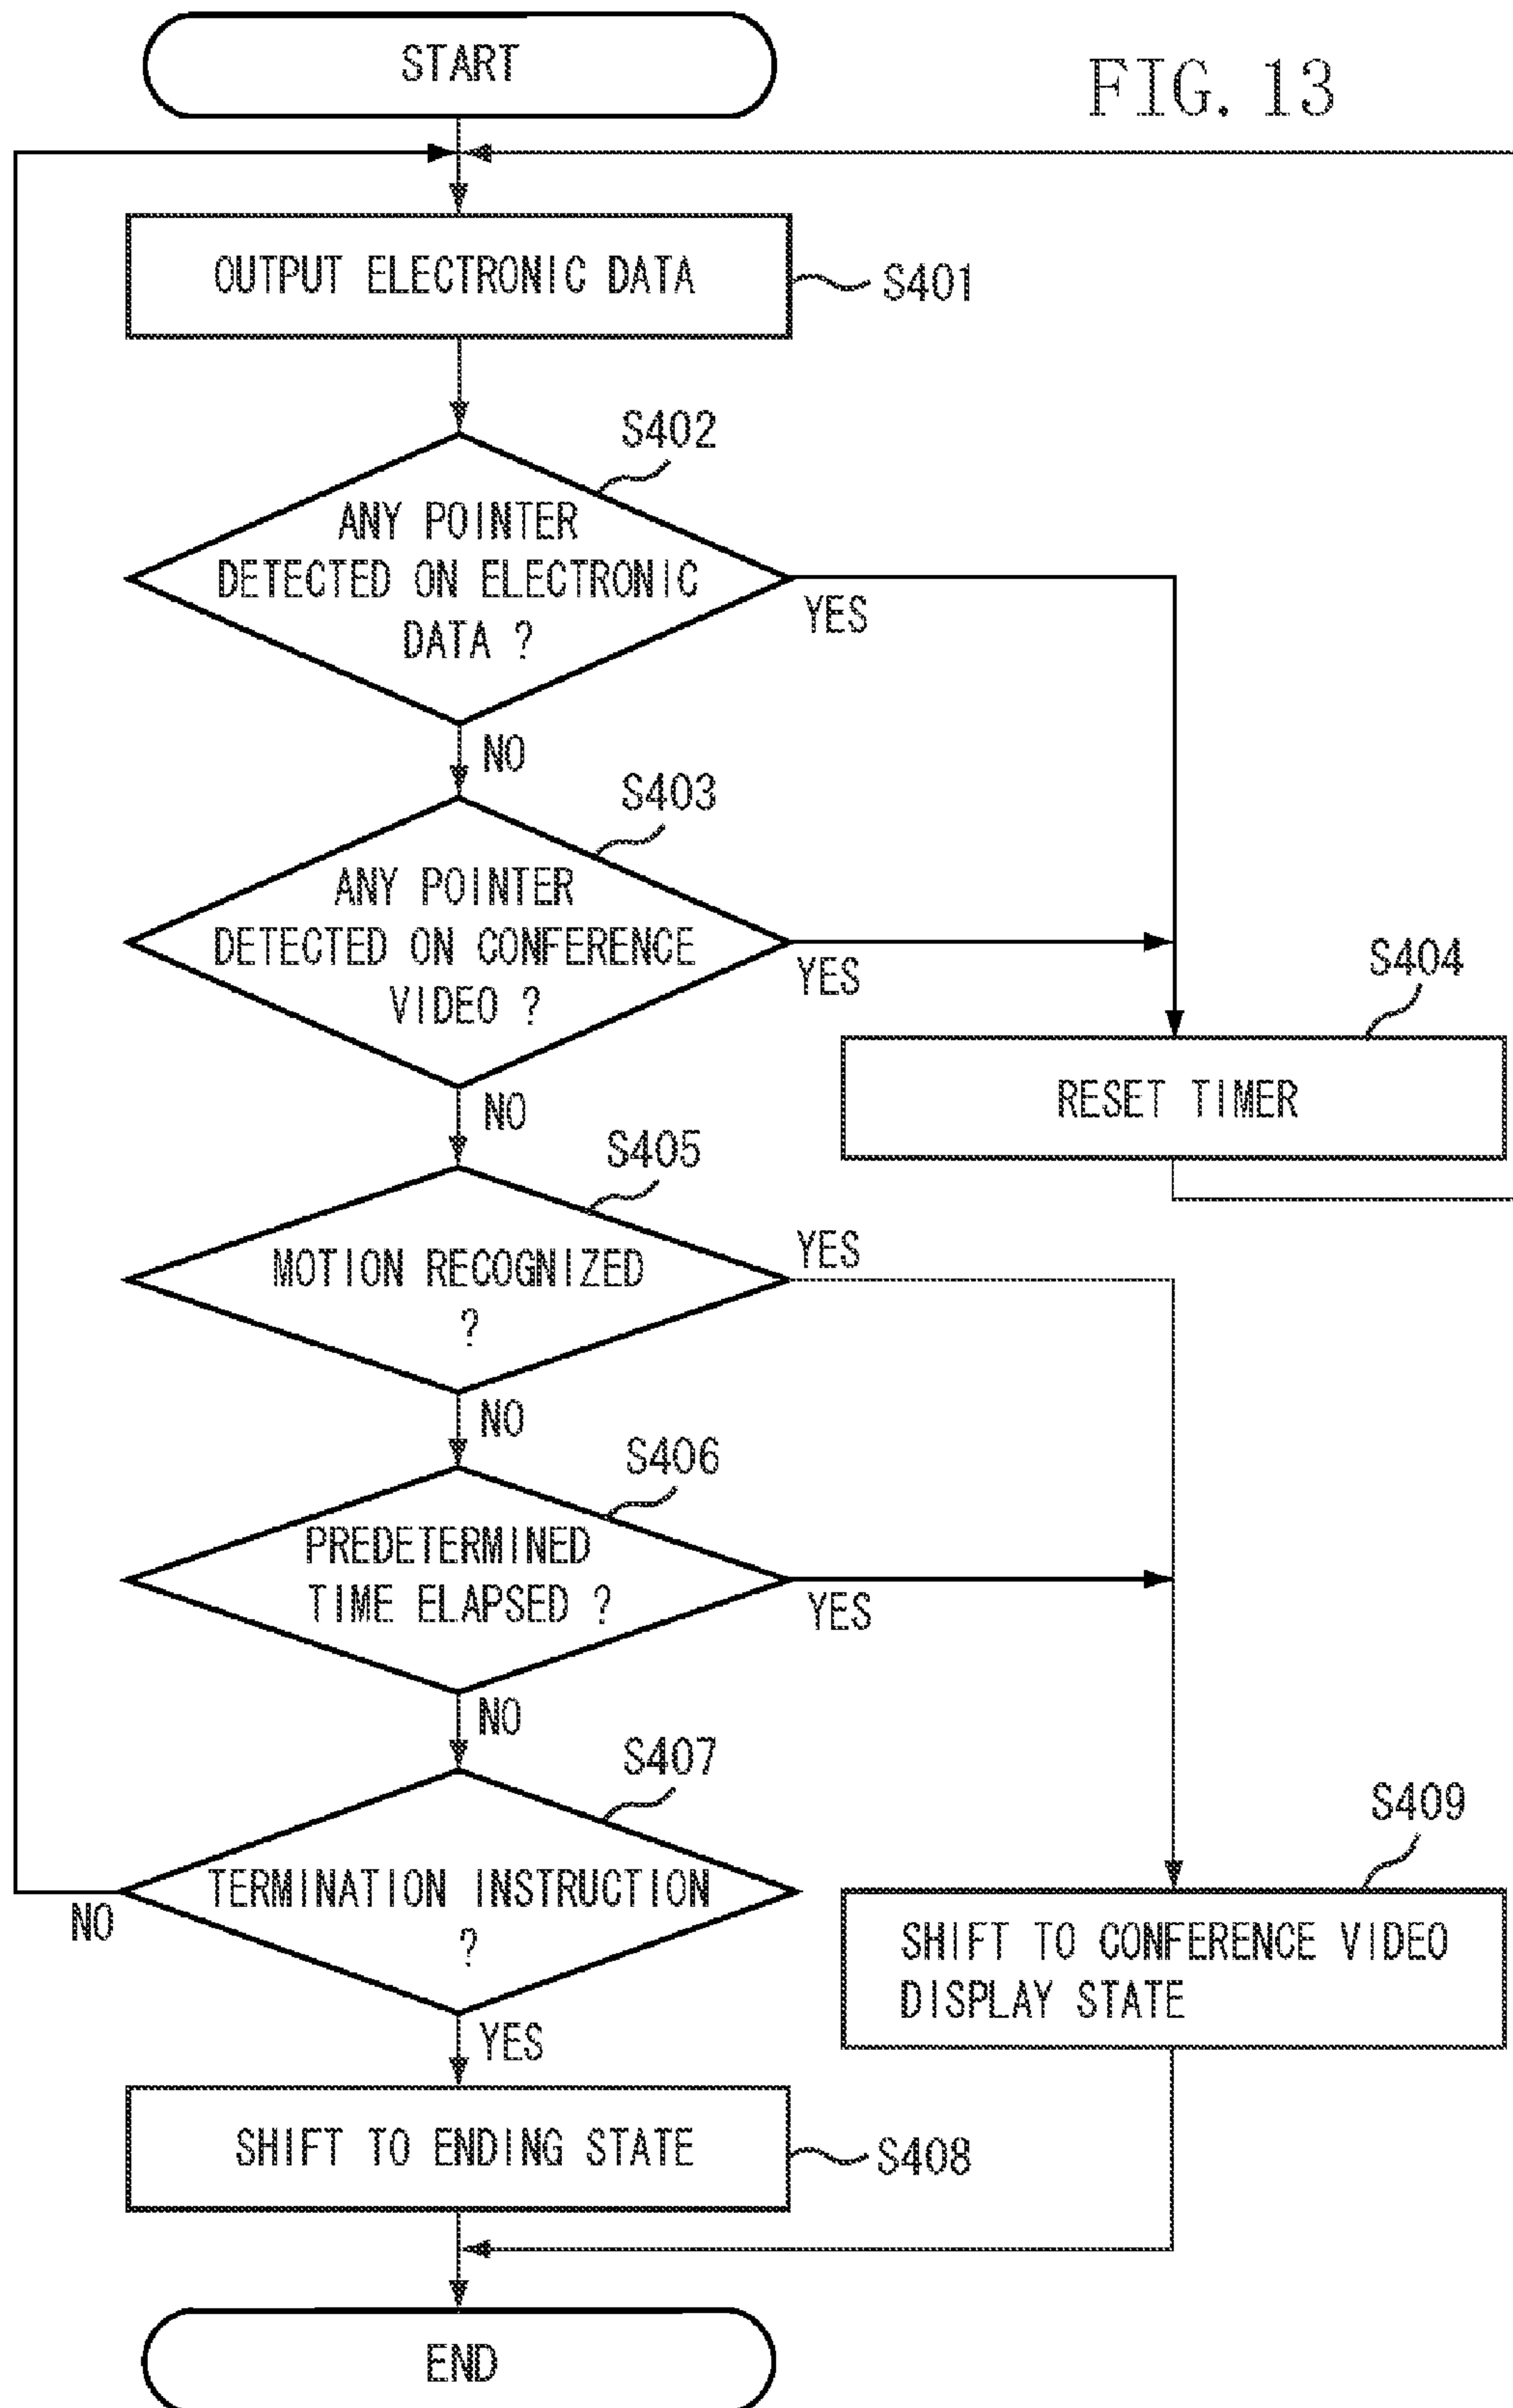 START
FIG. 13
OUTPUT ELECTRONIC DATA
S401
S402
ANY POINTER
DETECTED ON ELECTRONIC
DATA ?
YES
NO
S403
ANY POINTER
DETECTED ON CONFERENCE
VIDEO ?
YES
S404
RESET TIMER
NO
S405
MOTION RECOGNIZED
?
YES
NO
S406
PREDETERMINED
TIME ELAPSED ?
YES
NO
S407
TERMINATION INSTRUCTION
?
NO
S409
SHIFT TO CONFERENCE VIDEO
DISPLAY STATE
YES
SHIFT TO ENDING STATE
S408
END